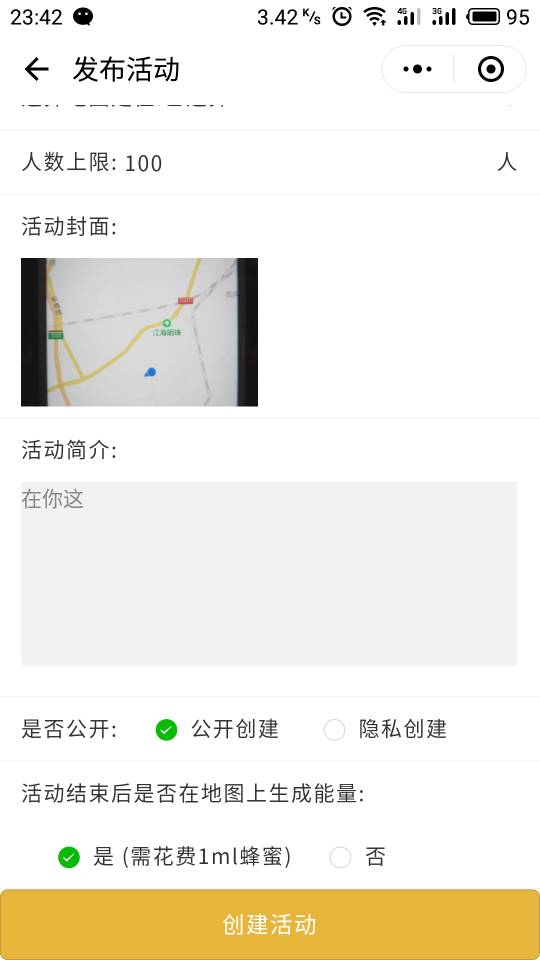 23:42 3.42 K/s 4G 3G 95
发布活动
人数上限: 100 人
活动封面:
江海明珠
活动简介:
在你这
是否公开: 公开创建 隐私创建
活动结束后是否在地图上生成能量:
是 (需花费1ml蜂蜜) 否
创建活动